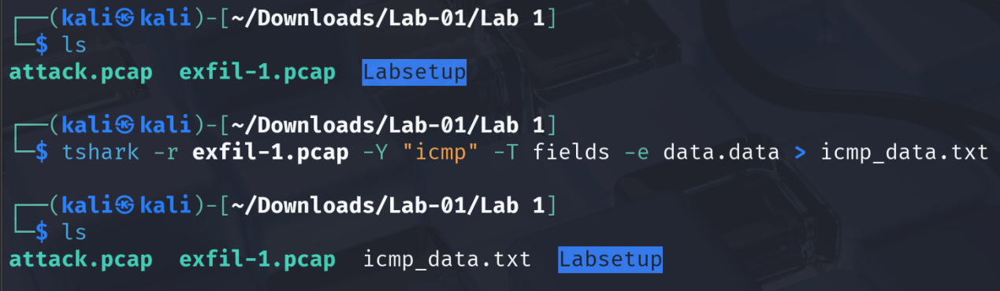 ┌──(kali㉿kali)-[~/Downloads/Lab-01/Lab 1]
└─$ ls
attack.pcap  exfil-1.pcap  Labsetup
┌──(kali㉿kali)-[~/Downloads/Lab-01/Lab 1]
└─$ tshark -r exfil-1.pcap -Y "icmp" -T fields -e data.data > icmp_data.txt
┌──(kali㉿kali)-[~/Downloads/Lab-01/Lab 1]
└─$ ls
attack.pcap  exfil-1.pcap  icmp_data.txt  Labsetup